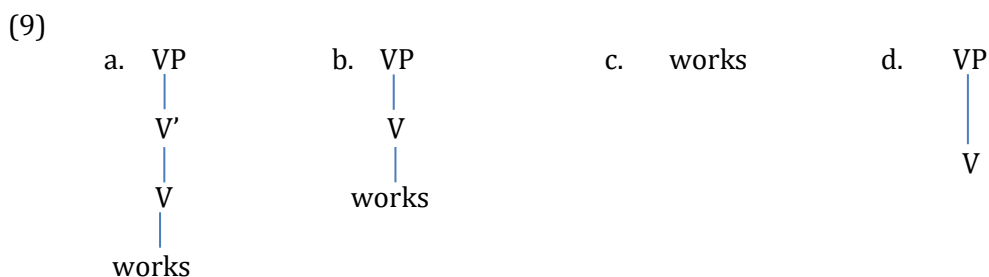 (9)
a. VP b. VP c. works d. VP
V’ V
V
V works
works